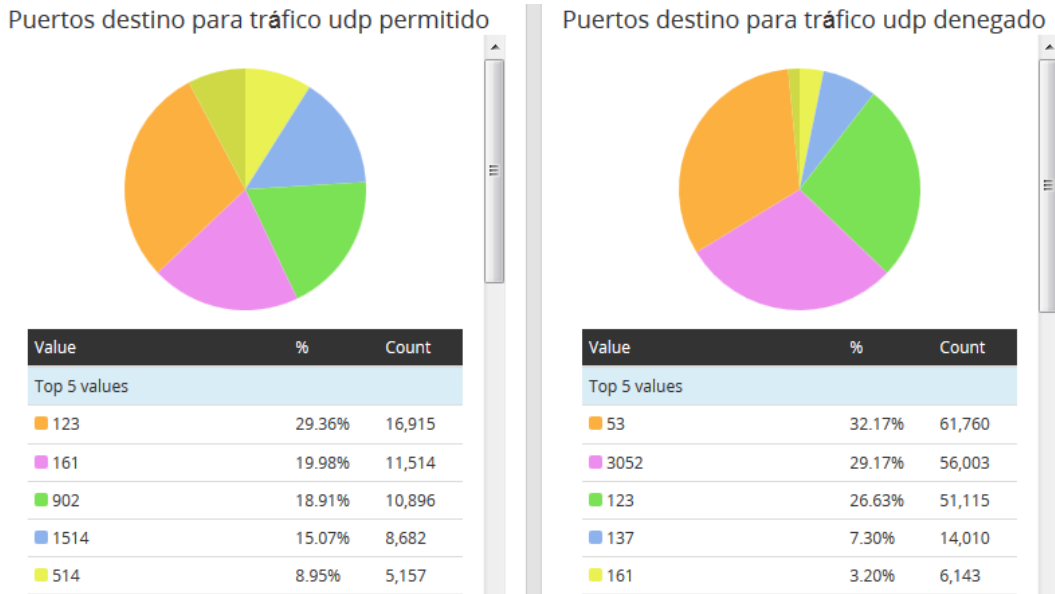 Puertos destino para tráfico udp permitido
Value % Count
Top 5 values
123 29.36% 16,915
161 19.98% 11,514
902 18.91% 10,896
1514 15.07% 8,682
514 8.95% 5,157
Puertos destino para tráfico udp denegado
Value % Count
Top 5 values
53 32.17% 61,760
3052 29.17% 56,003
123 26.63% 51,115
137 7.30% 14,010
161 3.20% 6,143